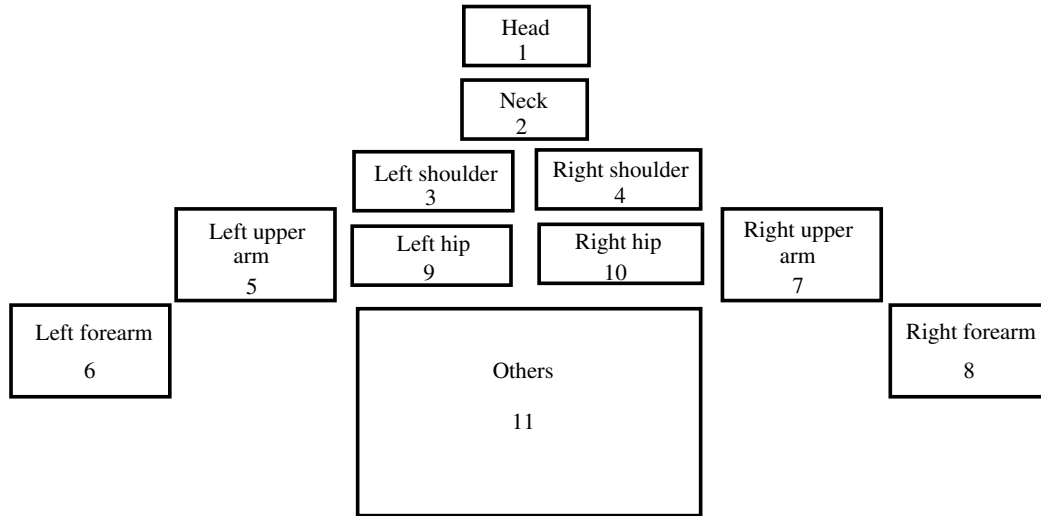 Head
1
Neck
2
Left shoulder
3
Right shoulder
4
Left upper
arm
5
Left hip
9
Right hip
10
Right upper
arm
7
Left forearm
6
Others
11
Right forearm
8